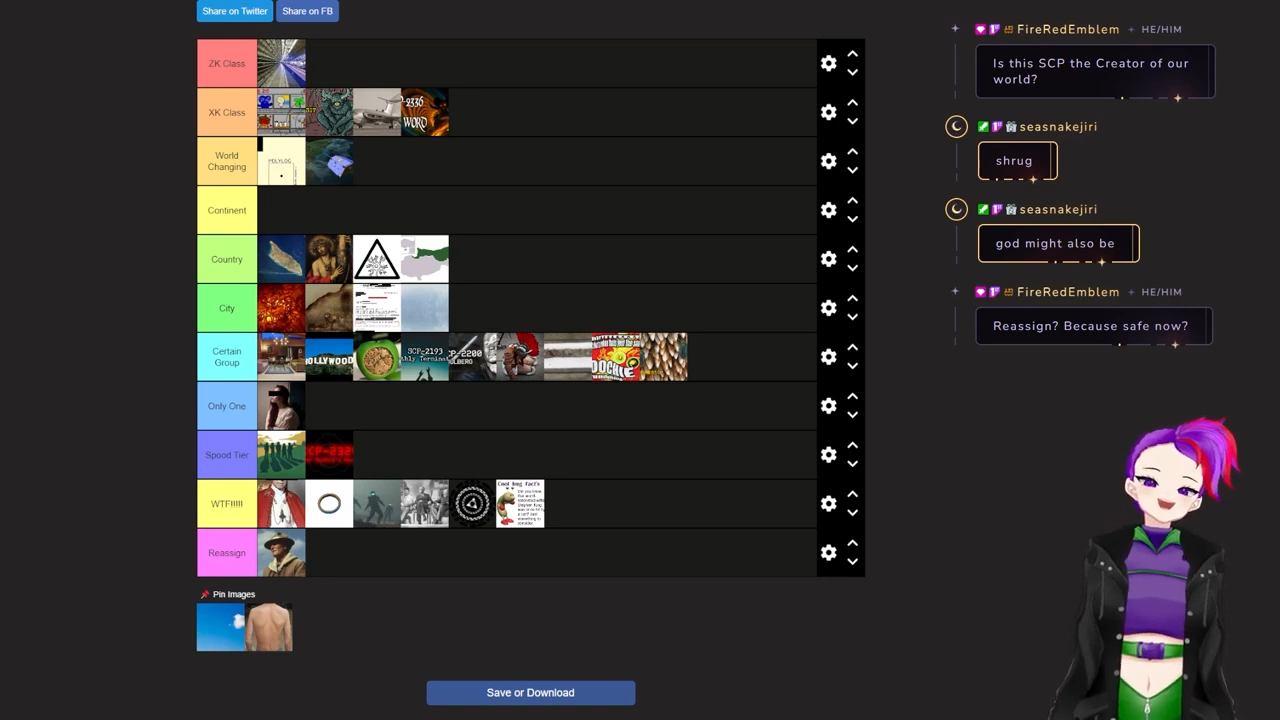 Share on Twitter
Share on FB
ZK Class
XK Class
-2336
WORD
World
Changing
Continent
Country
City
Certain
Group
HOLLYWOOD
SCP-2193
SCP-2200
Only One
Spood Tier
WTF!!!!!
Reassign
📌 Pin Images
Save or Download
FireRedEmblem
HE/HIM
Is this SCP the Creator of our
world?
seasnakejiri
shrug
seasnakejiri
god might also be
FireRedEmblem
HE/HIM
Reassign? Because safe now?